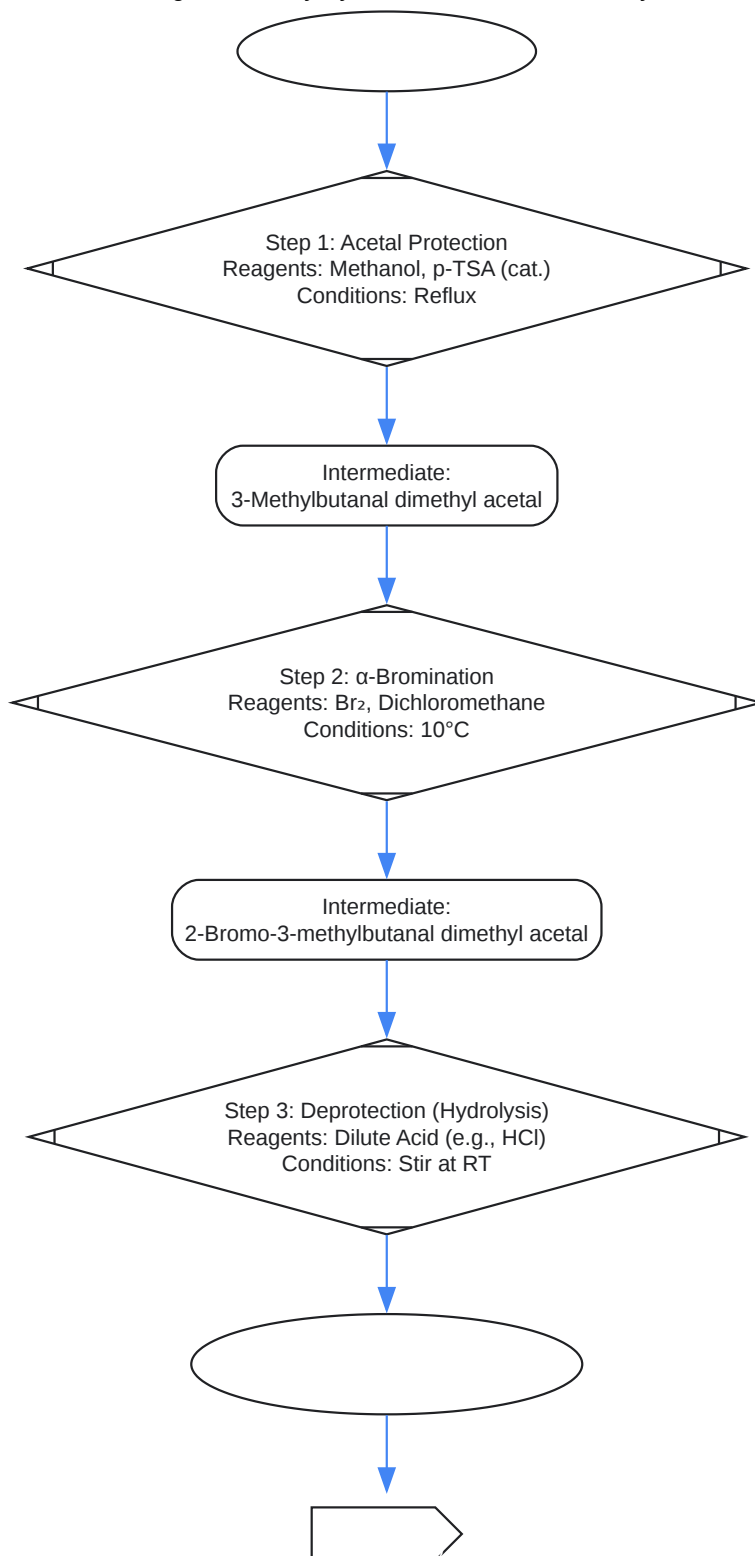 Step 1: Acetal Protection
Reagents: Methanol, p-TSA (cat.)
Conditions: Reflux
Intermediate:
3-Methylbutanal dimethyl acetal
Step 2: α-Bromination
Reagents: Br₂, Dichloromethane
Conditions: 10°C
Intermediate:
2-Bromo-3-methylbutanal dimethyl acetal
Step 3: Deprotection (Hydrolysis)
Reagents: Dilute Acid (e.g., HCl)
Conditions: Stir at RT